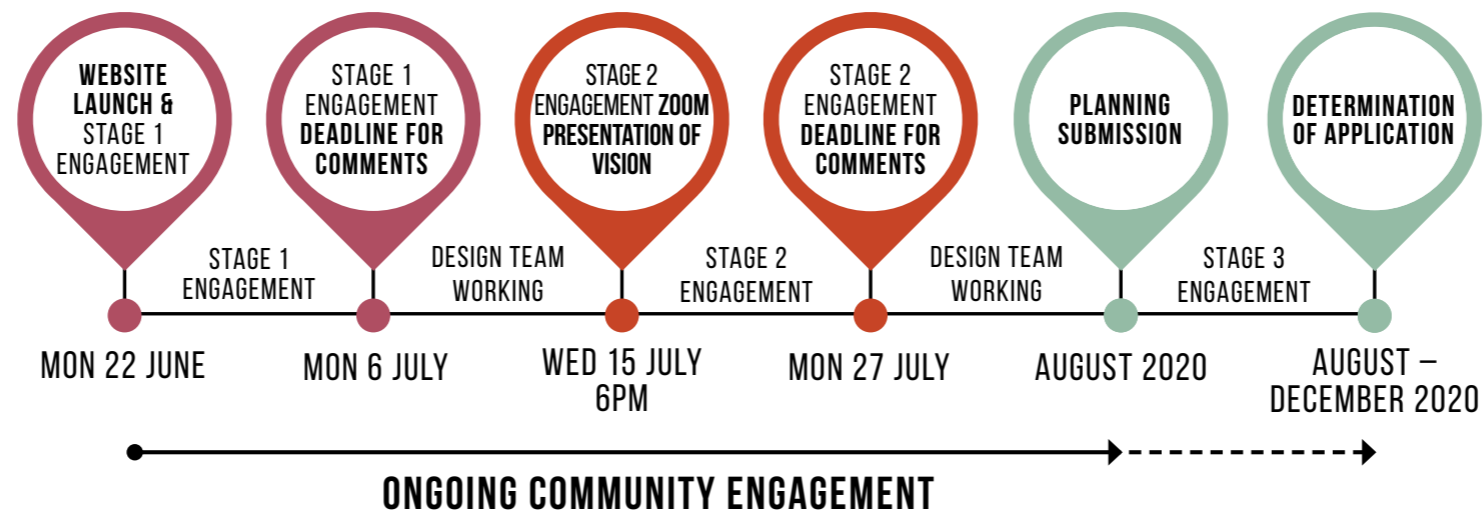 WEBSITE
LAUNCH &
STAGE 1
ENGAGEMENT
STAGE 1
ENGAGEMENT
DEADLINE FOR
COMMENTS
STAGE 2
ENGAGEMENT ZOOM
PRESENTATION OF
VISION
STAGE 2
ENGAGEMENT
DEADLINE FOR
COMMENTS
PLANNING
SUBMISSION
DETERMINATION
OF APPLICATION
STAGE 1
ENGAGEMENT
DESIGN TEAM
WORKING
STAGE 2
ENGAGEMENT
DESIGN TEAM
WORKING
STAGE 3
ENGAGEMENT
MON 22 JUNE
MON 6 JULY
WED 15 JULY
6PM
MON 27 JULY
AUGUST 2020
AUGUST –
DECEMBER 2020
ONGOING COMMUNITY ENGAGEMENT